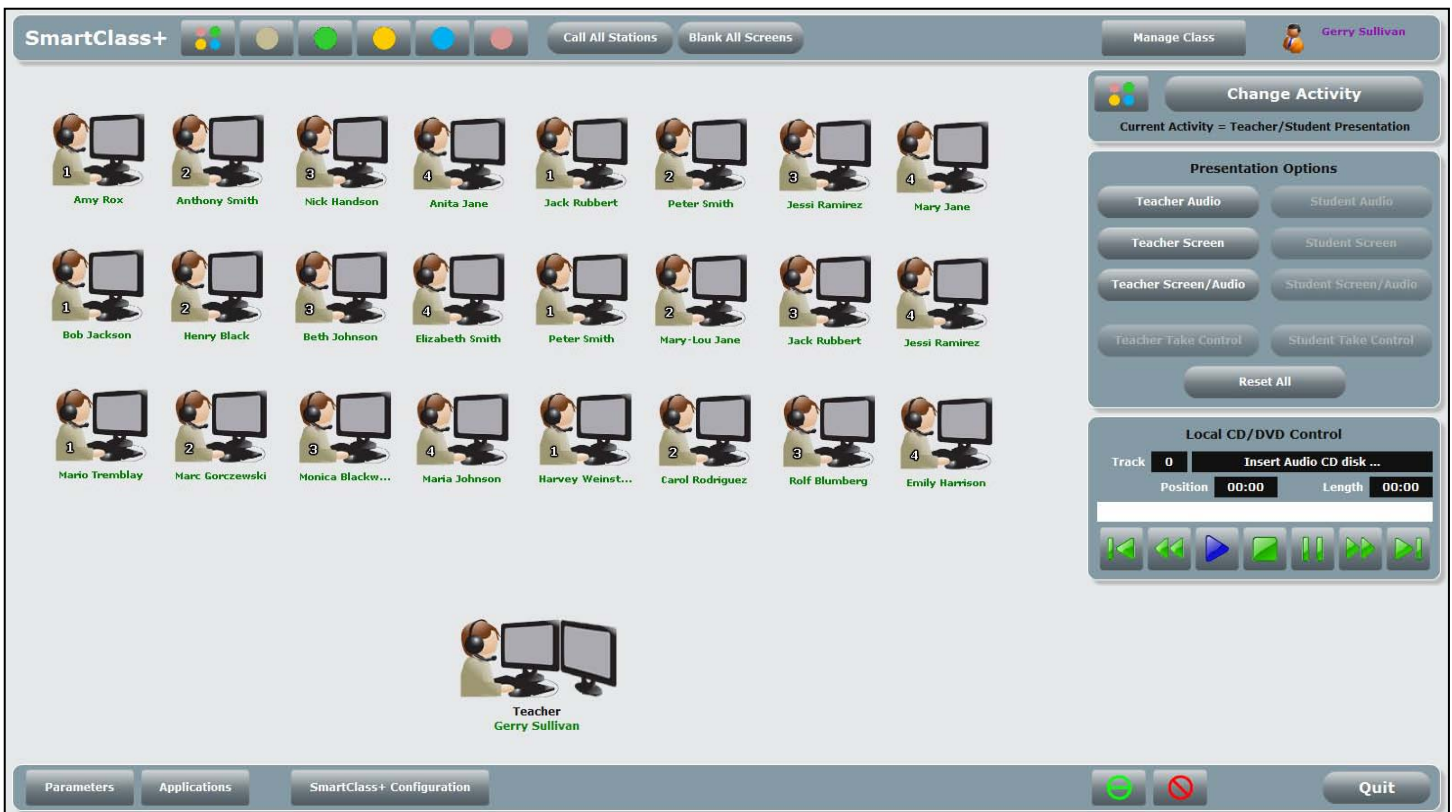 SmartClass+ Call All Stations Blank All Screens Manage Class Gerry Sullivan
Change Activity
Current Activity = Teacher/Student Presentation
1 2 3 4 1 2 3 4
Amy Rox Anthony Smith Nick Handson Anita Jane Jack Rubbert Peter Smith Jessi Ramirez Mary Jane
1 2 3 4 1 2 3 4
Bob Jackson Henry Black Beth Johnson Elizabeth Smith Peter Smith Mary-Lou Jane Jack Rubbert Jessi Ramirez
1 2 3 4 1 2 3 4
Mario Tremblay Marc Gorczewski Monica Blackw... Maria Johnson Harvey Weinst... Carol Rodriguez Rolf Blumberg Emily Harrison
Teacher
Gerry Sullivan
Presentation Options
Teacher Audio Student Audio
Teacher Screen Student Screen
Teacher Screen/Audio Student Screen/Audio
Teacher Take Control Student Take Control
Reset All
Local CD/DVD Control
Track 0 Insert Audio CD disk ...
Position 00:00 Length 00:00
Parameters Applications SmartClass+ Configuration Quit